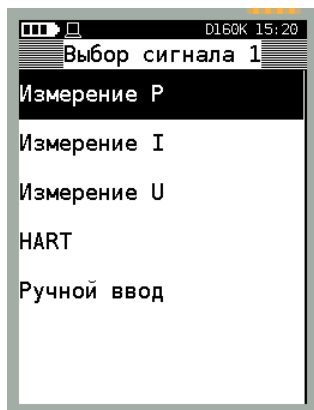 D160K 15:20
Выбор сигнала 1
Измерение P
Измерение I
Измерение U
HART
Ручной ввод